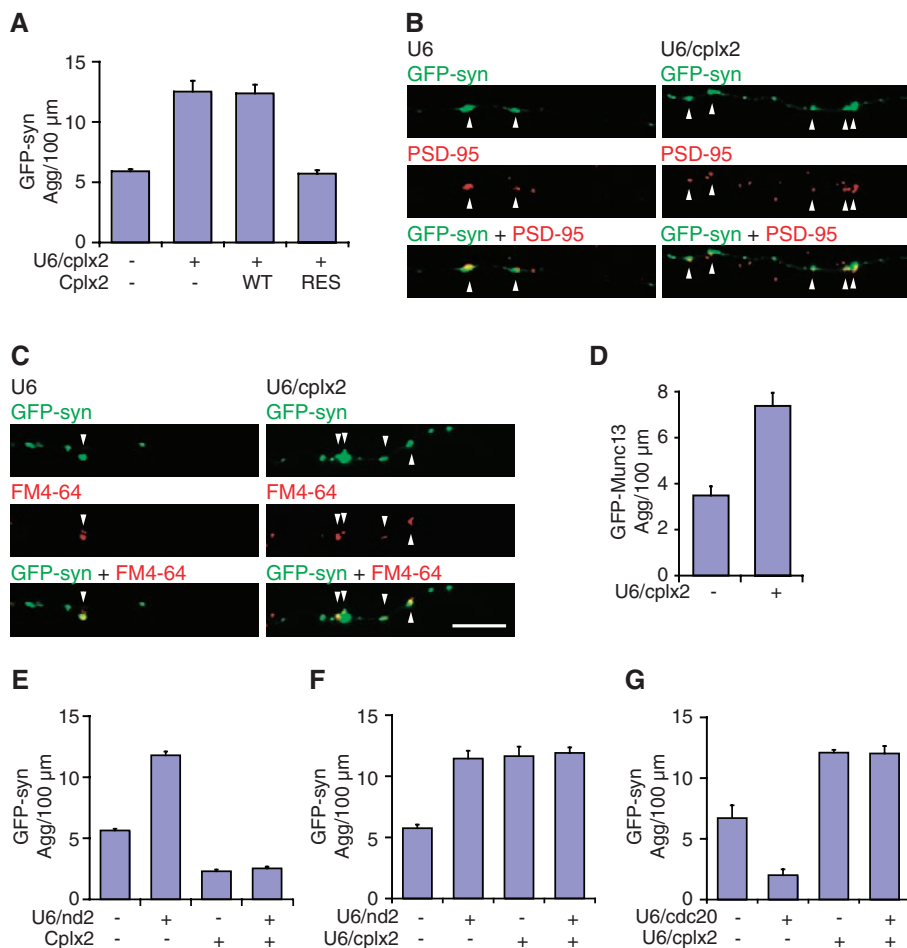 A
GFP-syn
Agg/100 µm
15
10
5
0
U6/cplx2 - + + +
Cplx2 - - WT RES
B
U6 U6/cplx2
GFP-syn GFP-syn
PSD-95 PSD-95
GFP-syn + PSD-95 GFP-syn + PSD-95
C
U6 U6/cplx2
GFP-syn GFP-syn
FM4-64 FM4-64
GFP-syn + FM4-64 GFP-syn + FM4-64
D
GFP-Munc13
Agg/100 µm
8
6
4
2
0
U6/cplx2 - +
E
GFP-syn
Agg/100 µm
15
10
5
0
U6/nd2 - + - +
Cplx2 - - + +
F
GFP-syn
Agg/100 µm
15
10
5
0
U6/nd2 - + - +
U6/cplx2 - - + +
G
GFP-syn
Agg/100 µm
15
10
5
0
U6/cdc20 - + - +
U6/cplx2 - - + +